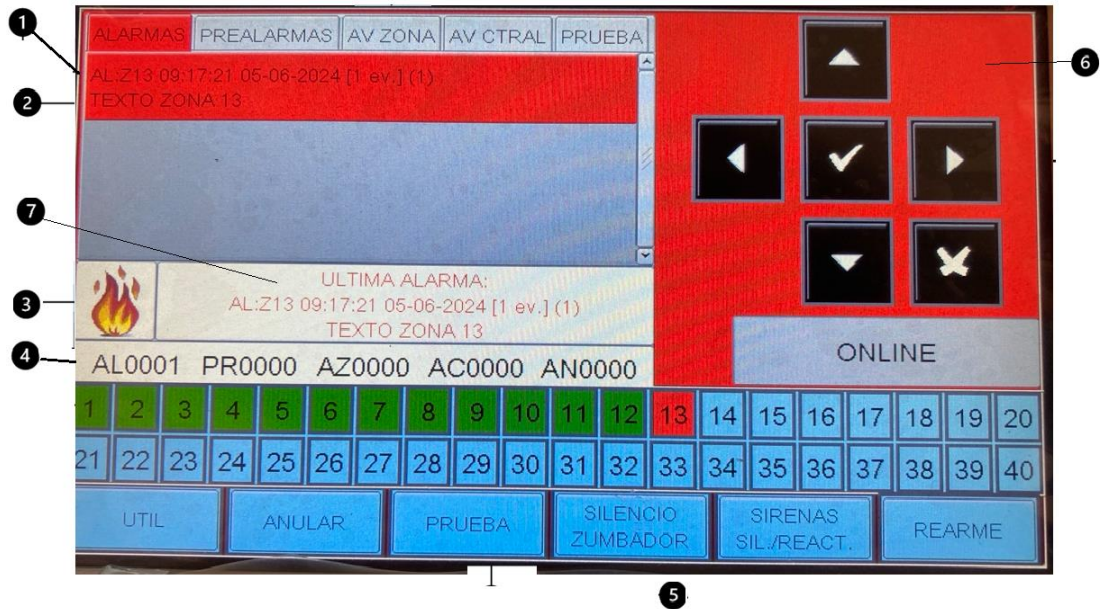 1
ALARMAS PREALARMAS AV ZONA AV CTRAL PRUEBA
6
2
AL:Z13 09:17:21 05-06-2024 [1 ev.] (1)
TEXTO ZONA 13
7
3
ULTIMA ALARMA:
AL:Z13 09:17:21 05-06-2024 [1 ev.] (1)
TEXTO ZONA 13
ONLINE
4
AL0001 PR0000 AZ0000 AC0000 AN0000
1 2 3 4 5 6 7 8 9 10 11 12 13 14 15 16 17 18 19 20
21 22 23 24 25 26 27 28 29 30 31 32 33 34 35 36 37 38 39 40
UTIL ANULAR PRUEBA SILENCIO ZUMBADOR SIRENAS SIL./REACT. REARME
5